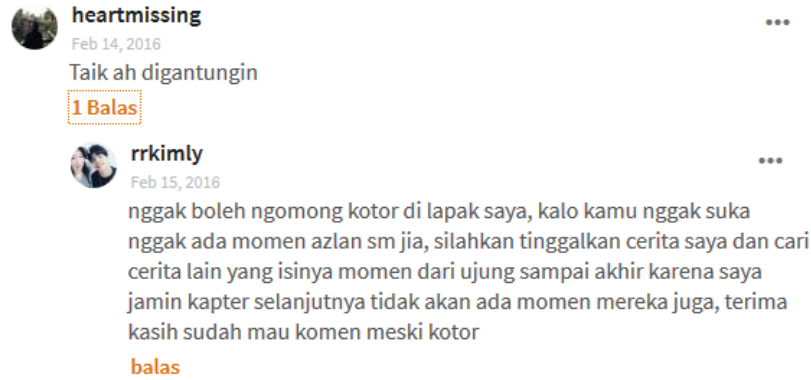 heartmissing
Feb 14, 2016
Taik ah digantungin
1 Balas
rrkimly
Feb 15, 2016
nggak boleh ngomong kotor di lapak saya, kalo kamu nggak suka
nggak ada momen azlan sm jia, silahkan tinggalkan cerita saya dan cari
cerita lain yang isinya momen dari ujung sampai akhir karena saya
jamin kapter selanjutnya tidak akan ada momen mereka juga, terima
kasih sudah mau komen meski kotor
balas